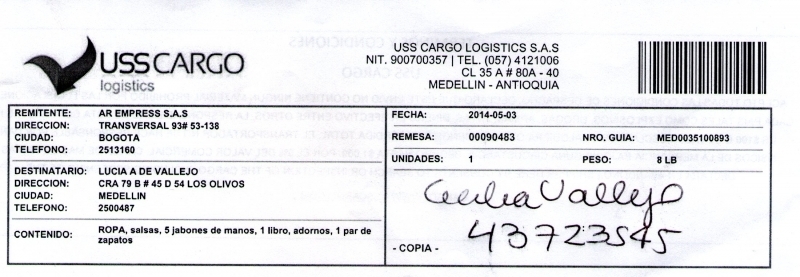 USSCARGO
logistics
USS CARGO LOGISTICS S.A.S
NIT. 900700357 | TEL. (057) 4121006
CL 35 A # 80A - 40
MEDELLIN - ANTIOQUIA
REMITENTE: AR EMPRESS S.A.S
DIRECCION: TRANSVERSAL 93# 53-138
CIUDAD: BOGOTA
TELEFONO: 2513160
DESTINATARIO: LUCIA A DE VALLEJO
DIRECCION: CRA 79 B # 45 D 54 LOS OLIVOS
CIUDAD: MEDELLIN
TELEFONO: 2500487
CONTENIDO: ROPA, salsas, 5 jabones de manos, 1 libro, adornos, 1 par de
zapatos
FECHA: 2014-05-03
REMESA: 00090483 NRO. GUIA: MED0035100893
UNIDADES: 1 PESO: 8 LB
Vallejo
43723545
- COPIA -